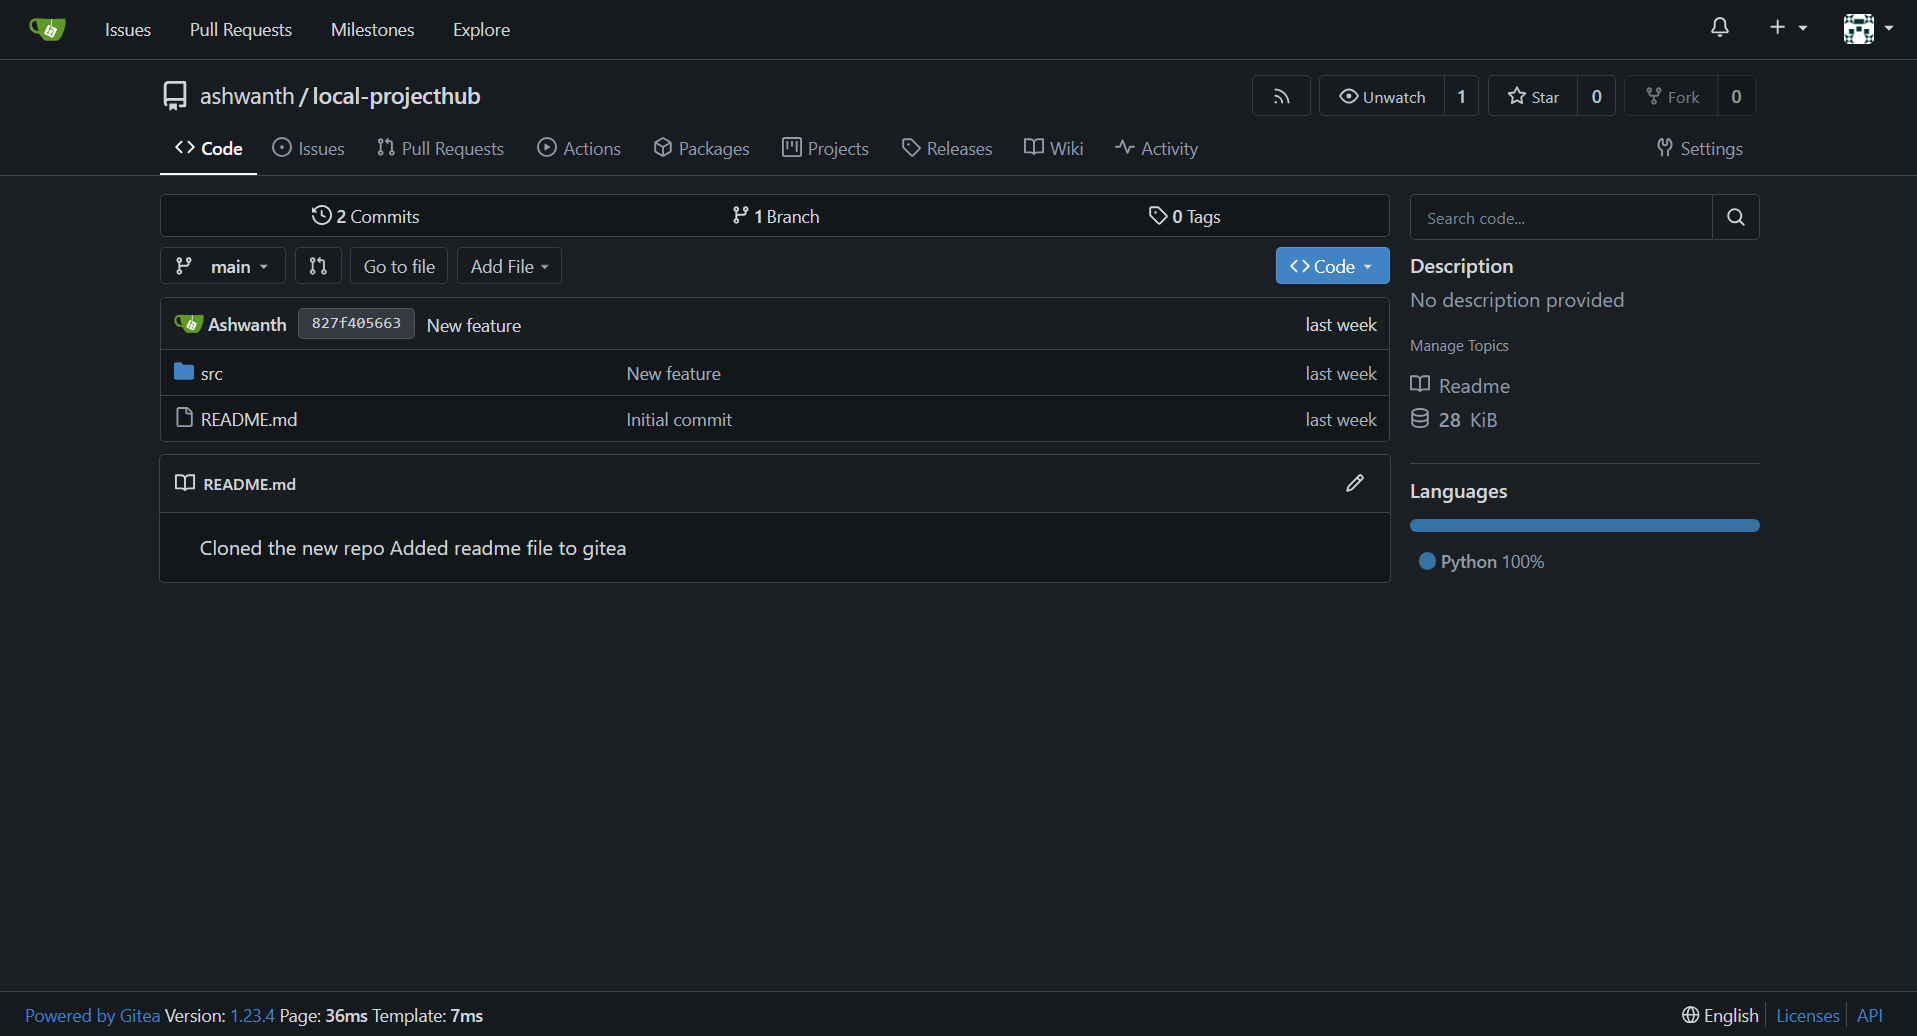 Issues Pull Requests Milestones Explore
ashwanth / local-projecthub
Unwatch 1 Star 0 Fork 0
Code Issues Pull Requests Actions Packages Projects Releases Wiki Activity Settings
2 Commits 1 Branch 0 Tags
Search code...
main Go to file Add File Code
Description
No description provided
Ashwanth 827f405663 New feature last week
Manage Topics
src New feature last week
Readme
README.md Initial commit last week
28 KiB
README.md
Languages
Cloned the new repo Added readme file to gitea
Python 100%
Powered by Gitea Version: 1.23.4 Page: 36ms Template: 7ms
English Licenses API